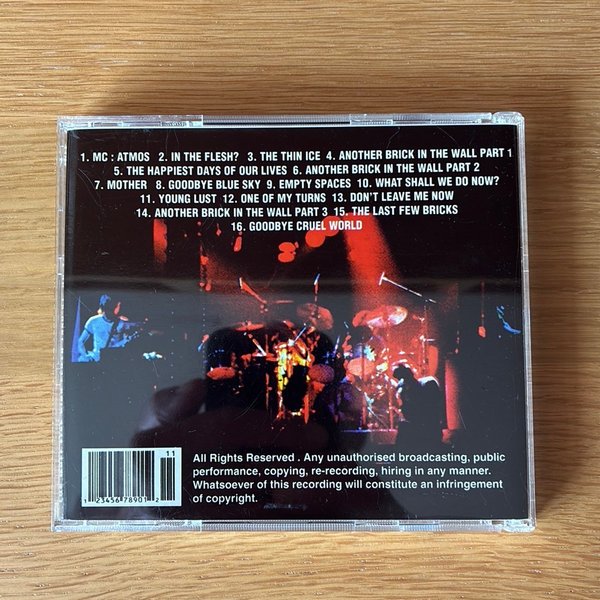 1. MC : ATMOS 2. IN THE FLESH? 3. THE THIN ICE 4. ANOTHER BRICK IN THE WALL PART 1
5. THE HAPPIEST DAYS OF OUR LIVES 6. ANOTHER BRICK IN THE WALL PART 2
7. MOTHER 8. GOODBYE BLUE SKY 9. EMPTY SPACES 10. WHAT SHALL WE DO NOW?
11. YOUNG LUST 12. ONE OF MY TURNS 13. DON'T LEAVE ME NOW
14. ANOTHER BRICK IN THE WALL PART 3 15. THE LAST FEW BRICKS
16. GOODBYE CRUEL WORLD
All Rights Reserved . Any unauthorised broadcasting, public
performance, copying, re-recording, hiring in any manner.
Whatsoever of this recording will constitute an infringement
of copyright.
11
1 23456 78901 2